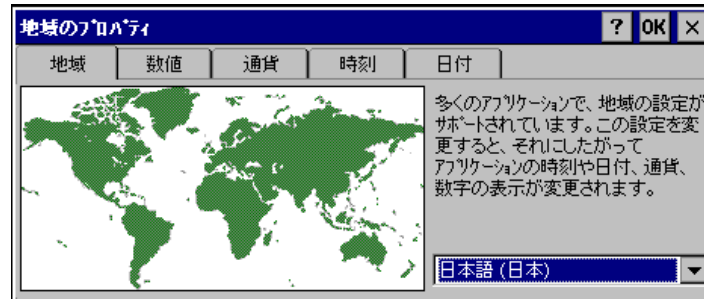 地域のﾌﾟﾛﾊﾟﾃｨ ? OK ×
地域 数値 通貨 時刻 日付
多くのｱﾌﾟﾘｹｰｼｮﾝで、地域の設定が
ｻﾎﾟｰﾄされています。この設定を変
更すると、それにしたがって
ｱﾌﾟﾘｹｰｼｮﾝの時刻や日付、通貨、
数字の表示が変更されます。
日本語 (日本)